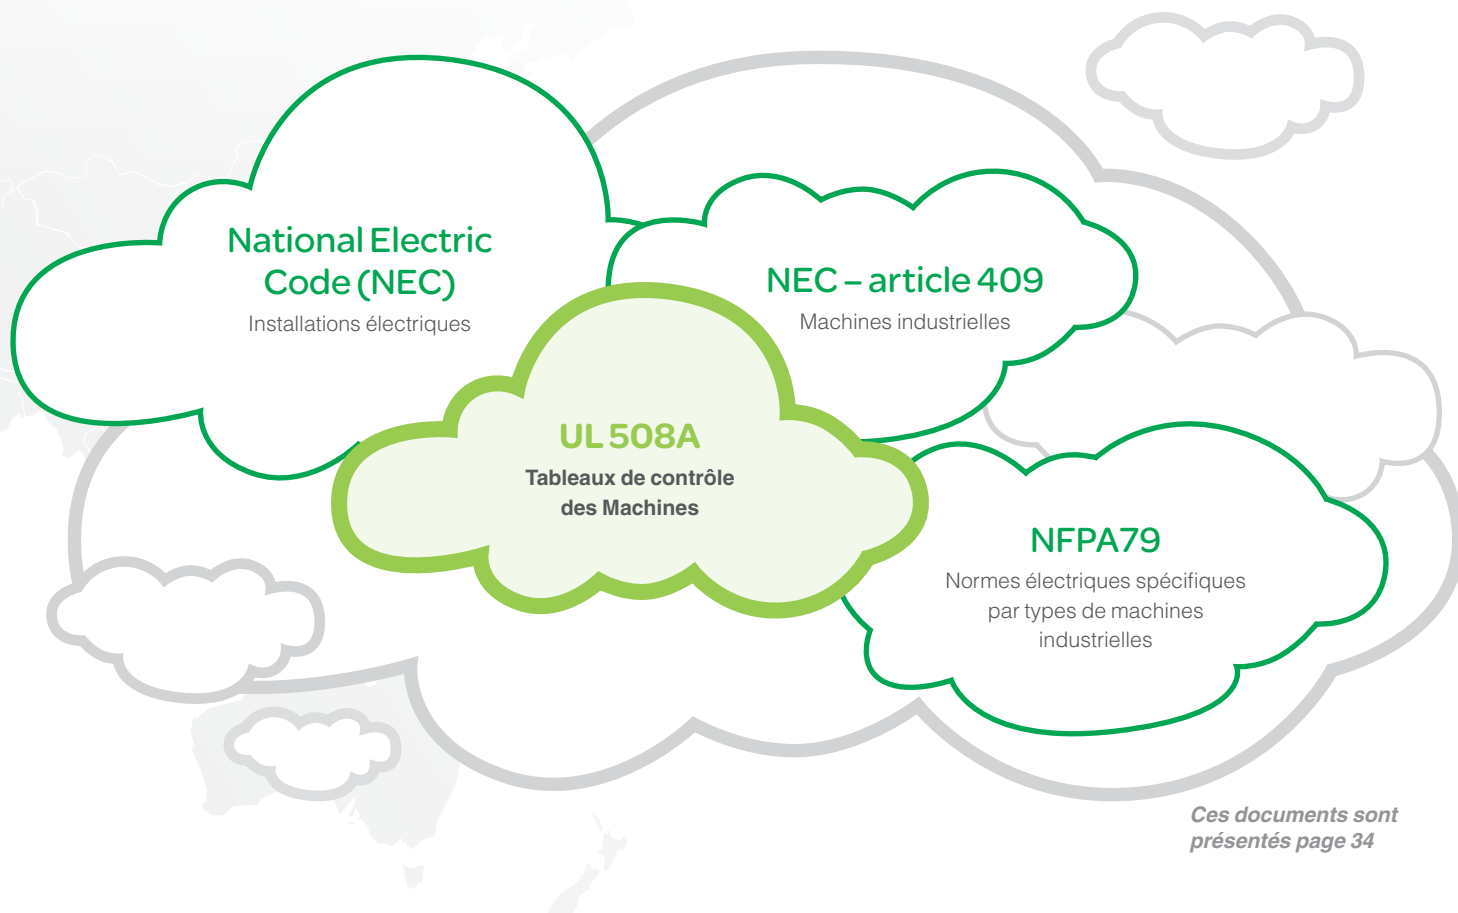 National Electric
Code (NEC)
Installations électriques
NEC – article 409
Machines industrielles
UL 508A
Tableaux de contrôle
des Machines
NFPA79
Normes électriques spécifiques
par types de machines
industrielles
Ces documents sont
présentés page 34